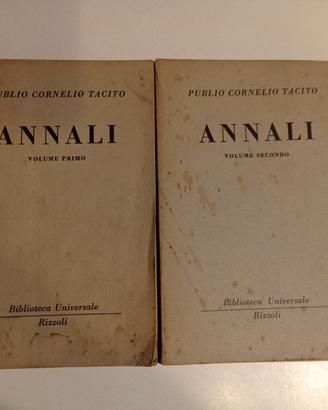 UBLIO CORNELIO TACITO
ANNALI
VOLUME PRIMO
Biblioteca Universale
Rizzoli
PUBLIO CORNELIO TACITO
ANNALI
VOLUME SECONDO
Biblioteca Universale
Rizzoli